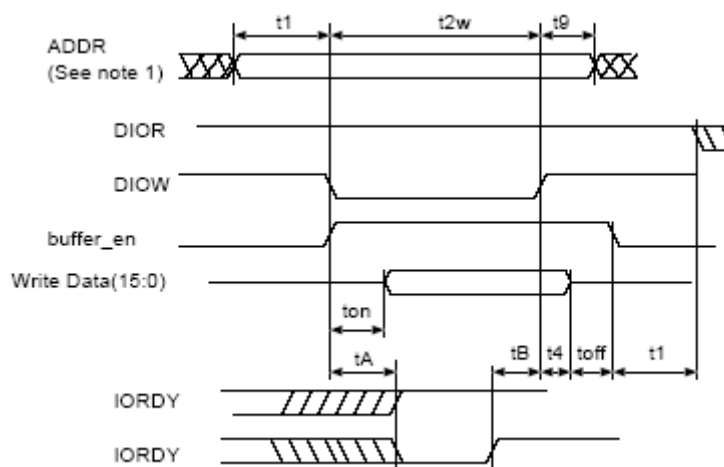 t1 t2w t9
ADDR
(See note 1)
DIOR
DIOW
buffer_en
Write Data(15:0)
ton
tA tB t4 toff t1
IORDY
IORDY